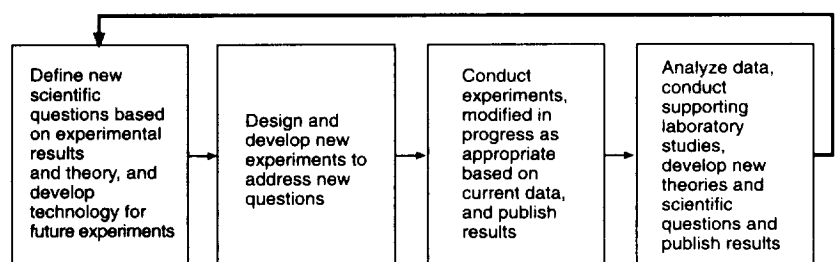 Define new
scientific
questions based
on experimental
results
and theory, and
develop
technology for
future experiments
Design and
develop new
experiments to
address new
questions
Conduct
experiments,
modified in
progress as
appropriate
based on
current data,
and publish
results
Analyze data,
conduct
supporting
laboratory
studies,
develop new
theories and
scientific
questions and
publish results